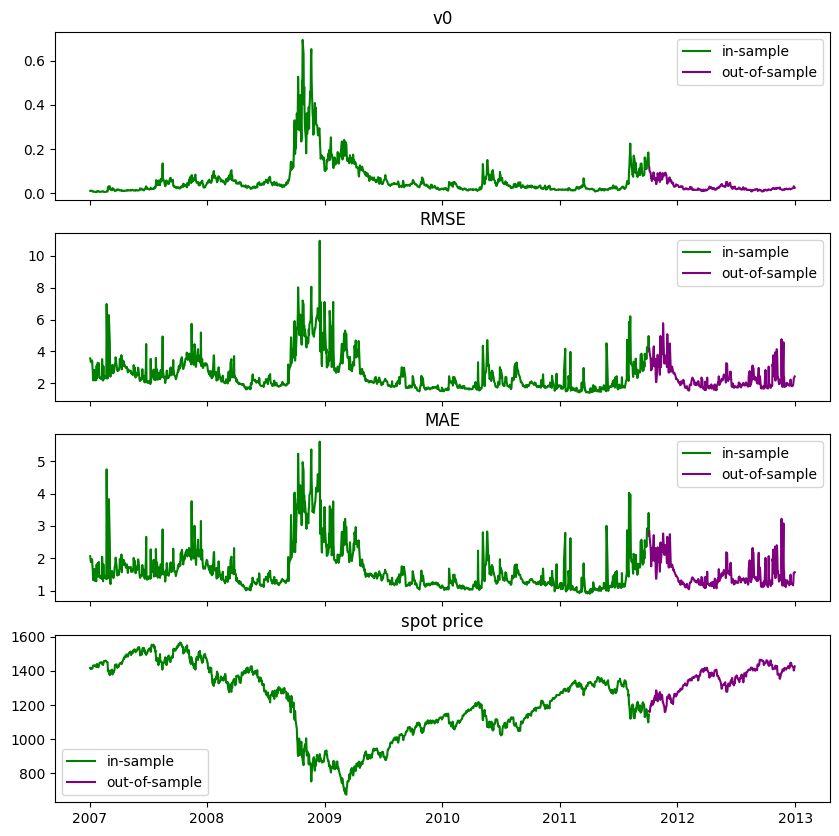 v0
0.6
0.4
0.2
0.0
in-sample
out-of-sample
RMSE
10
8
6
4
2
in-sample
out-of-sample
MAE
5
4
3
2
1
in-sample
out-of-sample
spot price
1600
1400
1200
1000
800
in-sample
out-of-sample
2007 2008 2009 2010 2011 2012 2013